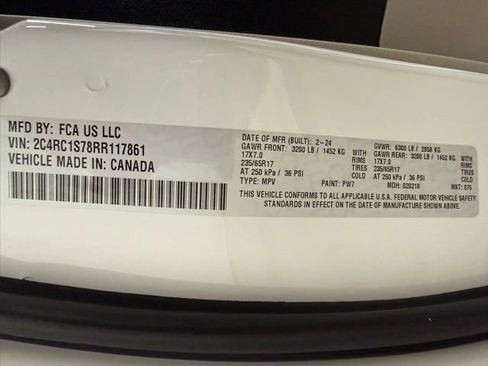 MFD BY: FCA US LLC
VIN: 2C4RC1S78RR117861
VEHICLE MADE IN: CANADA
DATE OF MFR (BUILT): 2-24
GAWR FRONT: 3200 LB / 1452 KG
17X7.0 RIMS
235/65R17 TIRES
AT 250 kPa / 36 PSI COLD
TYPE: MPV PAINT: PW7
GVWR: 6300 LB / 2858 KG
GAWR REAR: 3200 LB / 1452 KG
17X7.0 RIMS
235/65R17 TIRES
AT 250 kPa / 36 PSI COLD
MDH: 020218 MKT: 875
THIS VEHICLE CONFORMS TO ALL APPLICABLE U.S.A. FEDERAL MOTOR VEHICLE SAFETY
STANDARDS IN EFFECT ON THE DATE OF MANUFACTURE SHOWN ABOVE.